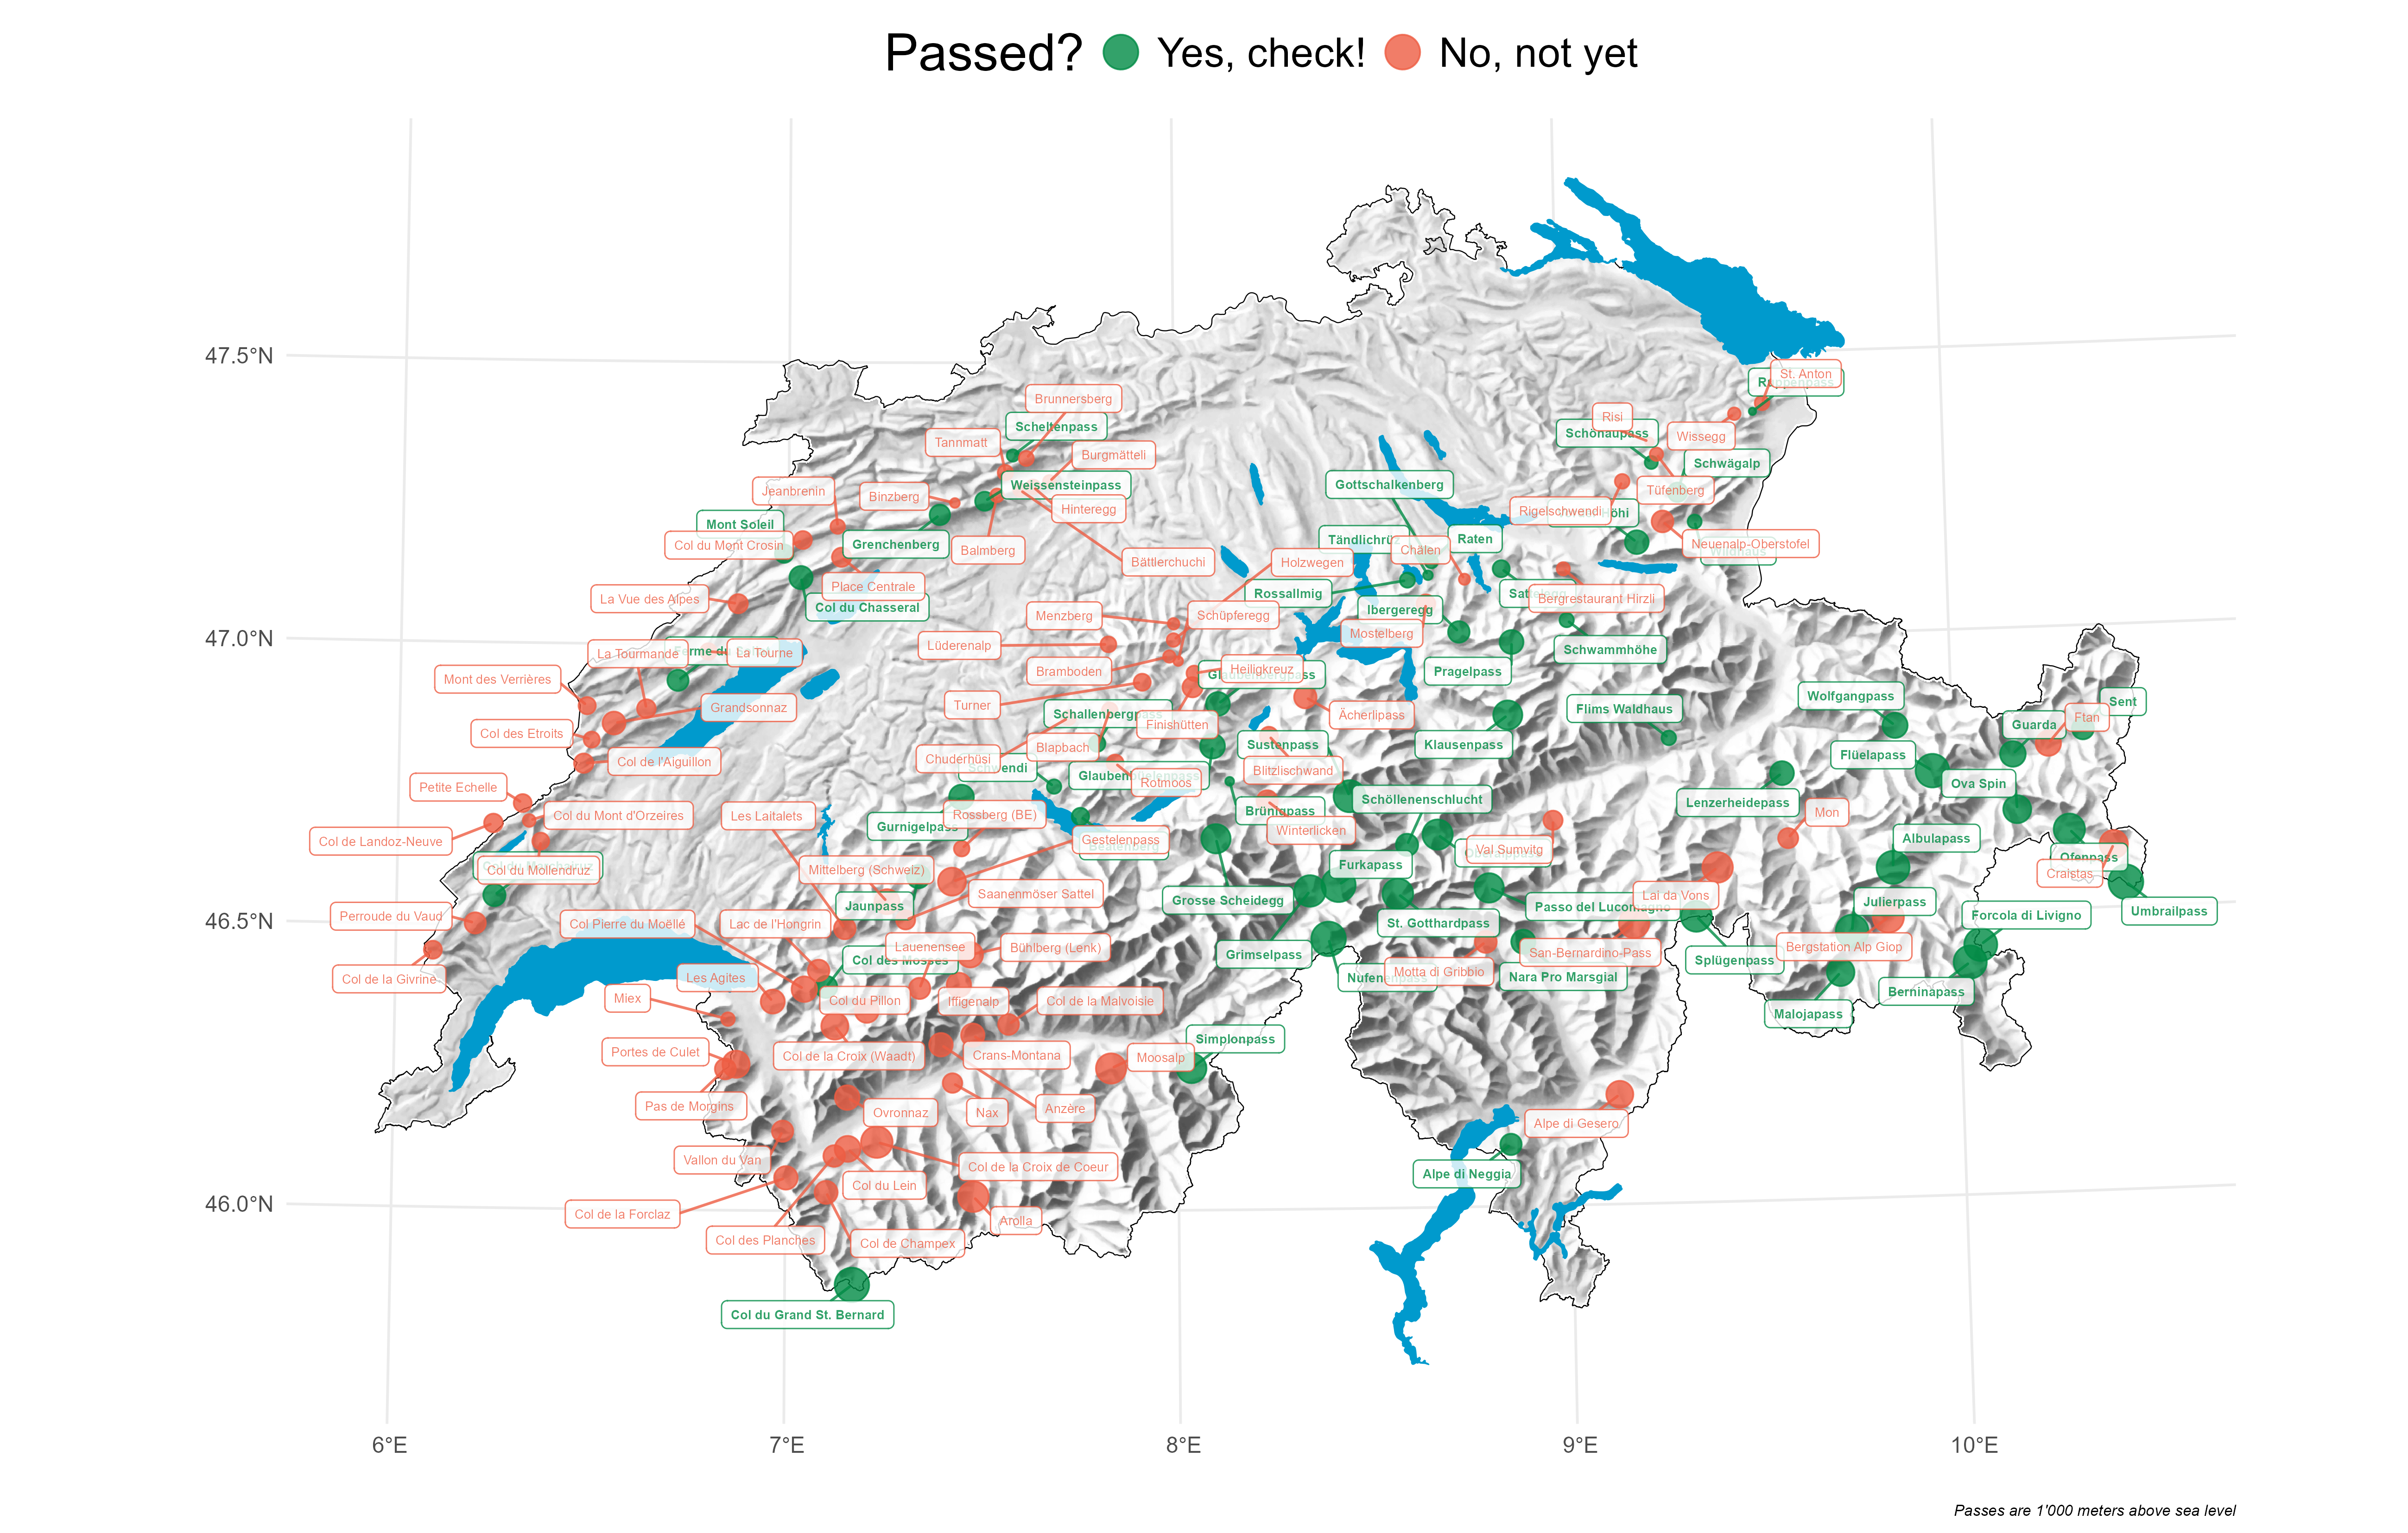 Passed? Yes, check! No, not yet
47.5°N
47.0°N
46.5°N
46.0°N
6°E
7°E
8°E
9°E
10°E
St. Anton
Brunnersberg
Scheltenpass
Risi
Schönaupass
Wissegg
Tannmatt
Burgmätteli
Schwägalp
Jeanbrenin
Binzberg
Weissensteinpass
Gottschalkenberg
Tüfenberg
Hinteregg
Rigelschwendi
Mont Soleil
Col du Mont Crosin
Grenchenberg
Balmberg
Raten
Chälen
Neuenalp-Oberstofel
Bättlerchuchi
Holzwegen
Place Centrale
La Vue des Alpes
Col du Chasseral
Rossallmig
Ibergeregg
Bergrestaurant Hirzli
Menzberg
Schüpferegg
Mostelberg
Lüderenalp
La Tourmande
La Tourne
Schwammhöhe
Bramboden
Heiligkreuz
Pragelpass
Mont des Verrières
Grandsonnaz
Turner
Schallenbergpass
Finishütten
Ächerlipass
Flims Waldhaus
Wolfgangpass
Sent
Ftan
Guarda
Col des Etroits
Col de l'Aiguillon
Chuderhüsi
Blapbach
Sustenpass
Klausenpass
Flüelapass
Blitzlischwand
Rotmoos
Ova Spin
Petite Echelle
Col du Mont d'Orzeires
Les Laitalets
Rossberg (BE)
Gurnigelpass
Brünigpass
Schöllenenschlucht
Lenzerheidepass
Mon
Winterlicken
Col de Landoz-Neuve
Gestelenpass
Val Sumvitg
Albulapass
Ofenpass
Col du Mollendruz
Mittelberg (Schweiz)
Furkapass
Craistas
Saanenmöser Sattel
Jaunpass
Grosse Scheidegg
Lai da Vons
Julierpass
Umbrailpass
Perroude du Vaud
Col Pierre du Moëllé
Lac de l'Hongrin
Passo del Lucomagno
St. Gotthardpass
Forcola di Livigno
Lauenensee
Bühlberg (Lenk)
Grimselpass
San-Bernardino-Pass
Bergstation Alp Giop
Col des Mosses
Splügenpass
Col de la Givrine
Les Agites
Motta di Gribbio
Nara Pro Marsgial
Miex
Col du Pillon
Iffigenalp
Col de la Malvoisie
Berninapass
Malojapass
Simplonpass
Portes de Culet
Col de la Croix (Waadt)
Crans-Montana
Moosalp
Pas de Morgins
Ovronnaz
Nax
Anzère
Alpe di Gesero
Vallon du Van
Col de la Croix de Coeur
Alpe di Neggia
Col du Lein
Col de la Forclaz
Arolla
Col des Planches
Col de Champex
Col du Grand St. Bernard
Passes are 1'000 meters above sea level